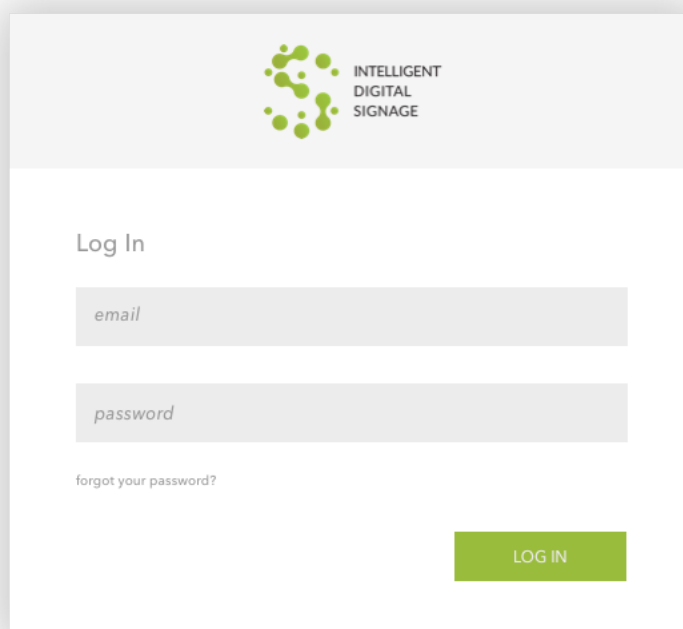 INTELLIGENT
DIGITAL
SIGNAGE
Log In
email
password
forgot your password?
LOG IN